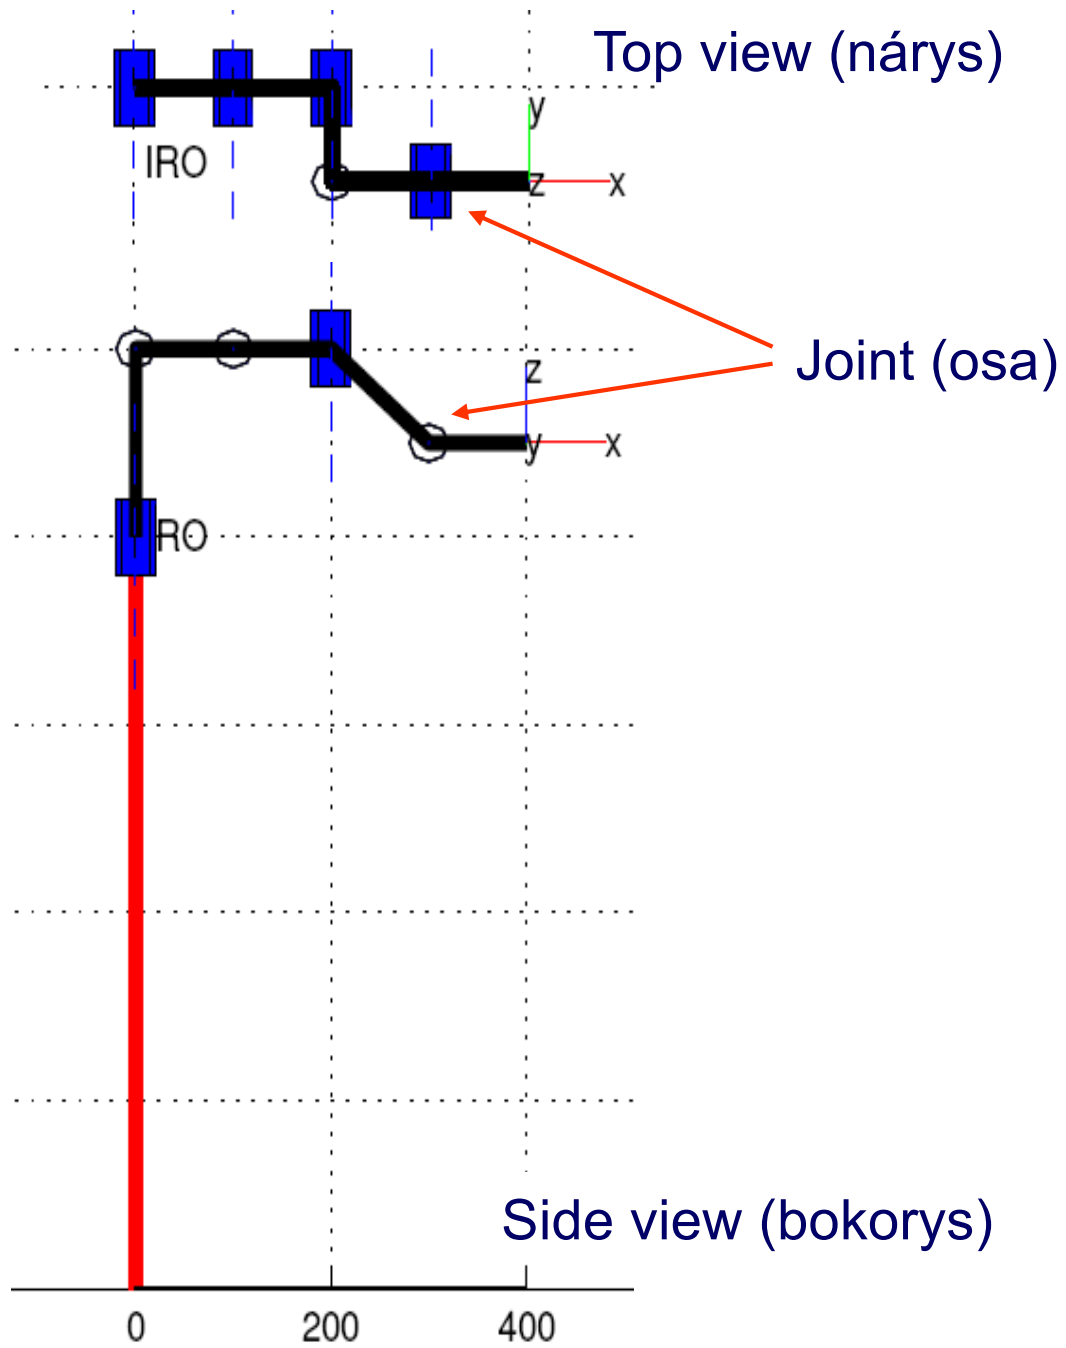 Top view (nárys)
y
IRO
z
x
Joint (osa)
z
y
x
RO
Side view (bokorys)
0
200
400